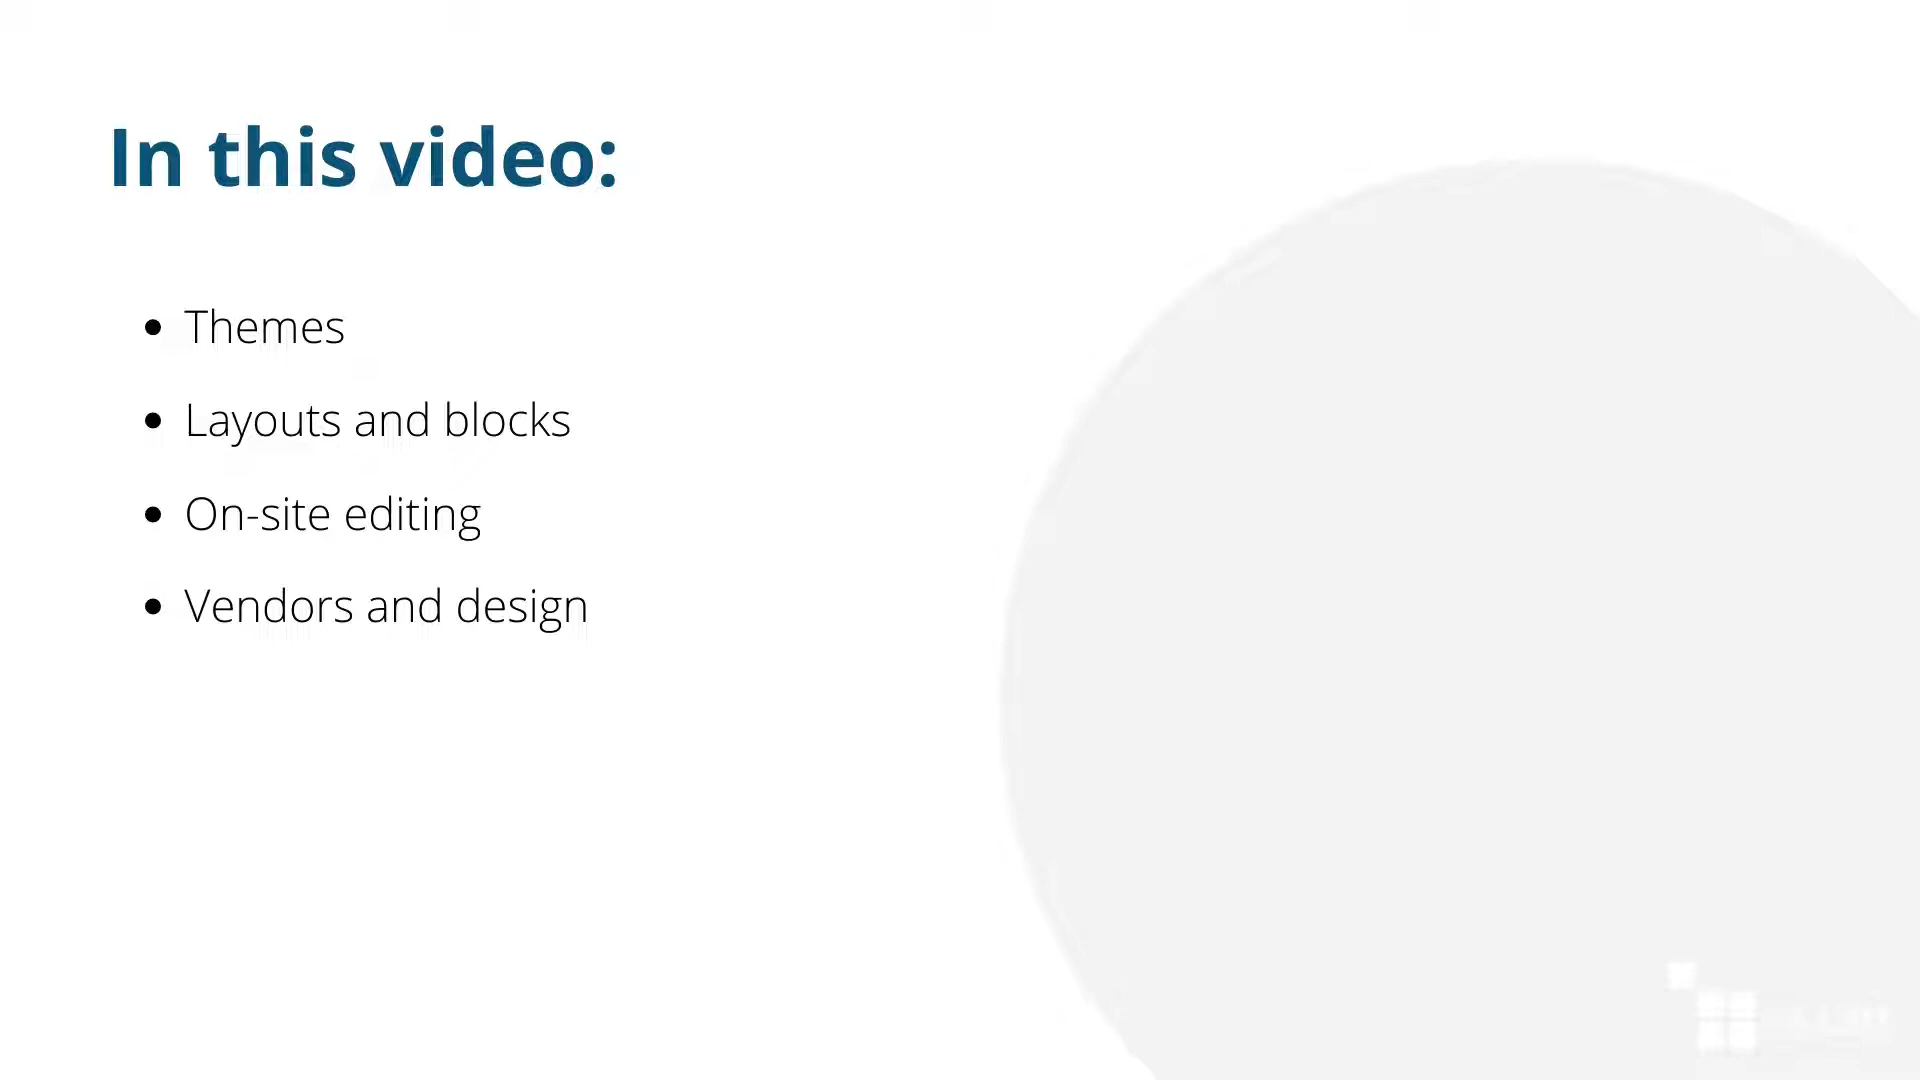 In this video:
Themes
Layouts and blocks
On-site editing
Vendors and design